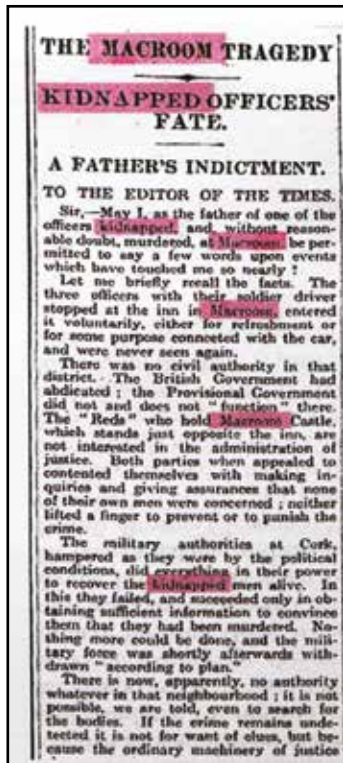 THE MACROOM TRAGEDY
KIDNAPPED OFFICERS'
FATE.
A FATHER'S INDICTMENT.
TO THE EDITOR OF THE TIMES.
Sir,—May I, as the father of one of the
officers kidnapped, and, without reason-
able doubt, murdered, at Macroom, be per-
mitted to say a few words upon events
which have touched me so nearly?
Let me briefly recall the facts. The
three officers with their soldier driver
stopped at the inn in Macroom, entered
it voluntarily, either for refreshment or
for some purpose connected with the car,
and were never seen again.
There was no civil authority in that
district. The British Government had
abdicated; the Provisional Government
did not and does not "function" there.
The "Reds" who hold Macroom Castle,
which stands just opposite the inn, are
not interested in the administration of
justice. Both parties when appealed to
contented themselves with making in-
quiries and giving assurances that none
of their own men were concerned; neither
lifted a finger to prevent or to punish the
crime.
The military authorities at Cork,
hampered as they were by the political
conditions, did everything in their power
to recover the kidnapped men alive. In
this they failed, and succeeded only in ob-
taining sufficient information to convince
them that they had been murdered. No-
thing more could be done, and the mili-
tary force was shortly afterwards with-
drawn "according to plan."
There is now, apparently, no authority
whatever in that neighbourhood; it is not
possible, we are told, even to search for
the bodies. If the crime remains unde-
tected it is not for want of clues, but be-
cause the ordinary machinery of justice